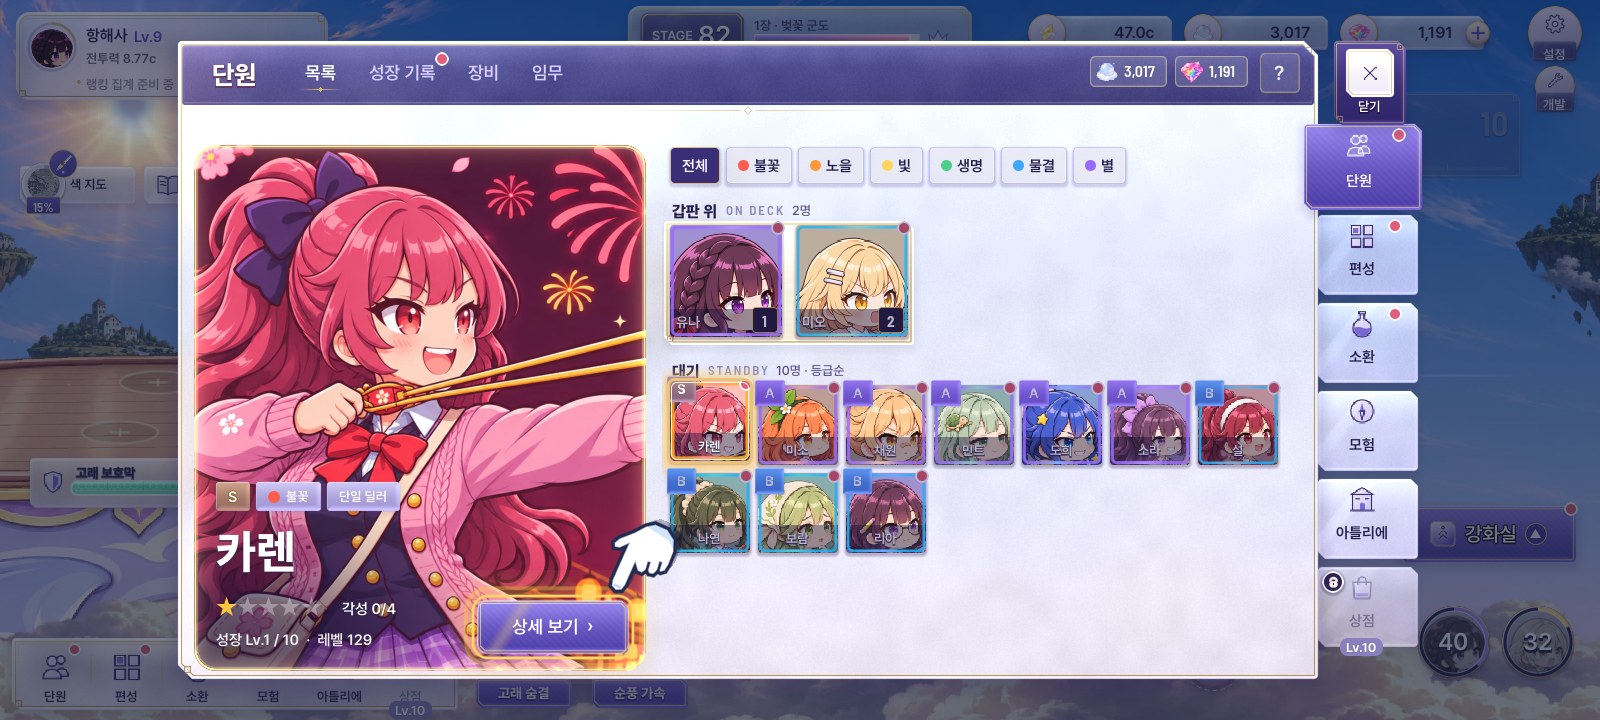 항해사 Lv.9
전투력 8.77c
랭킹 집계 준비 중
STAGE 82
1장 · 벚꽃 군도
47.0c
3,017
1,191
설정
개발
단원
목록
성장 기록
장비
임무
3,017
1,191
?
닫기
10
색 지도
15%
전체
불꽃
노을
빛
생명
물결
별
갑판 위 ON DECK 2명
유나
1
미오
2
대기 STANDBY 10명 · 등급순
S
카렌
A
미소
A
재원
A
민트
A
도희
A
소라
B
설
B
나연
B
보람
B
리아
S
불꽃
단일 딜러
카렌
각성 0/4
성장 Lv.1 / 10 · 레벨 129
상세 보기 ›
단원
편성
소환
모험
아틀리에
상점
Lv.10
고래 보호막
강화실
40
32
단원
편성
소환
모험
아틀리에
상점
Lv.10
고래 숨결
순풍 가속